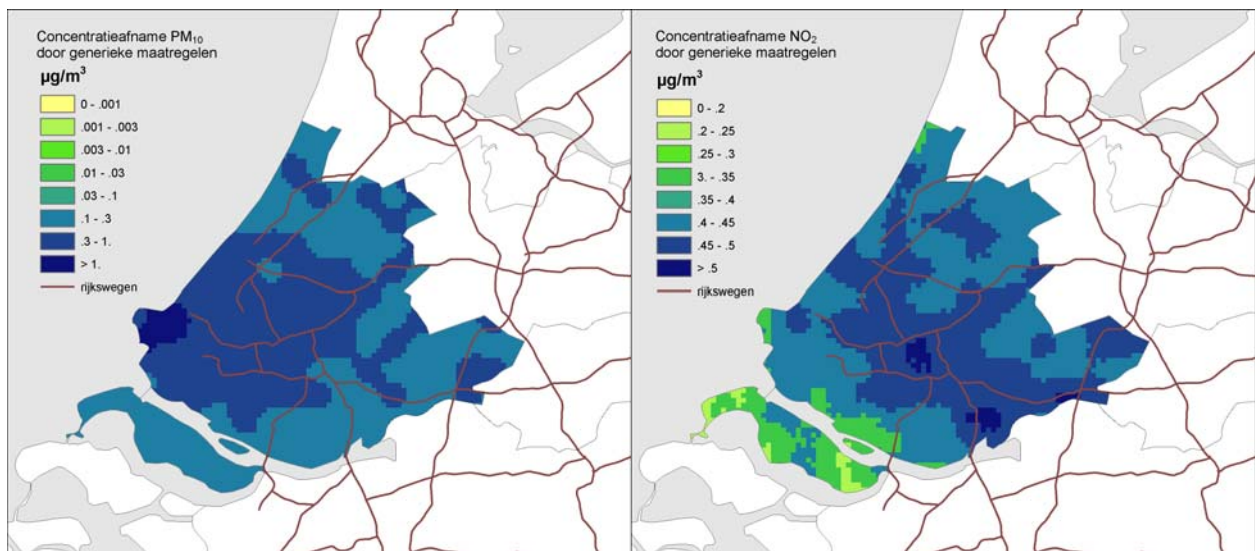 Concentratieafname PM₁₀
door generieke maatregelen
µg/m³
0 - .001
.001 - .003
.003 - .01
.01 - .03
.03 - .1
.1 - .3
.3 - 1.
> 1.
rijkswegen
Concentratieafname NO₂
door generieke maatregelen
µg/m³
0 - .2
.2 - .25
.25 - .3
3. - .35
.35 - .4
.4 - .45
.45 - .5
> .5
rijkswegen